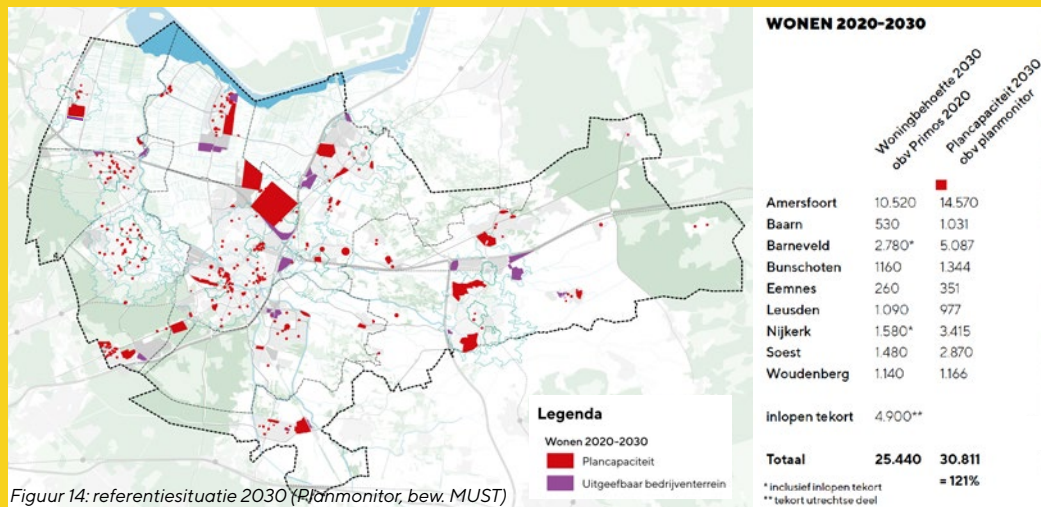 WONEN 2020-2030
Woningbehoefte 2030
obv Primos 2020
Plancapaciteit 2030
obv planmonitor
Amersfoort 10.520 14.570
Baarn 530 1.031
Barneveld 2.780* 5.087
Bunschoten 1160 1.344
Eemnes 260 351
Leusden 1.090 977
Nijkerk 1.580* 3.415
Soest 1.480 2.870
Woudenberg 1.140 1.166
inlopen tekort 4.900**
Totaal 25.440 30.811
= 121%
* inclusief inlopen tekort
** tekort utrechtse deel
Legenda
Wonen 2020-2030
Plancapaciteit
Uitgeefbaar bedrijventerrein
Figuur 14: referentiesituatie 2030 (Planmonitor, bew. MUST)